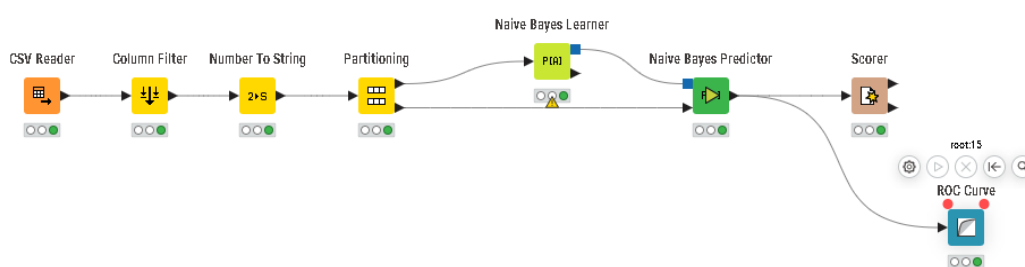 Naive Bayes Learner
CSV Reader
Column Filter
Number To String
Partitioning
Naive Bayes Predictor
Scorer
2▸S
P[A]
root:15
ROC Curve